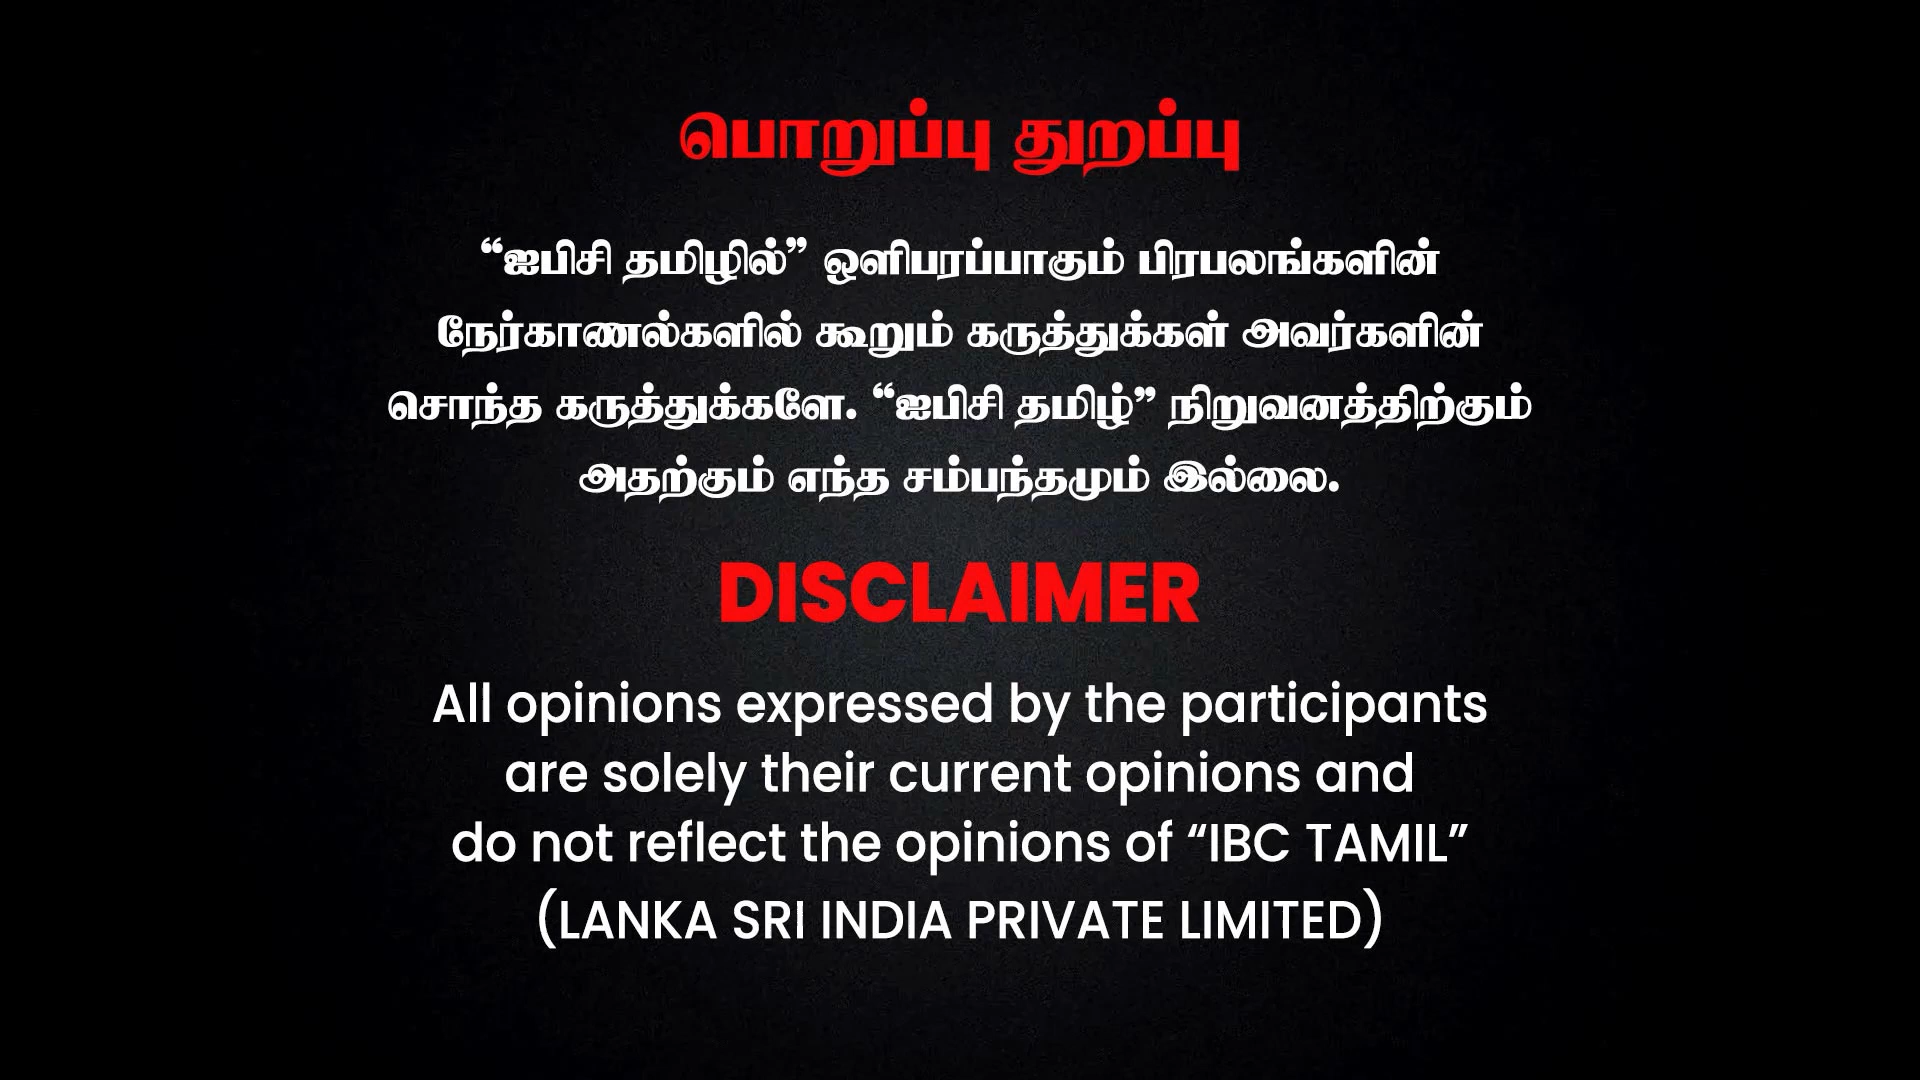 பொறுப்பு துறப்பு
“ஐபிசி தமிழில்” ஒளிபரப்பாகும் பிரபலங்களின்
நேர்காணல்களில் கூறும் கருத்துக்கள் அவர்களின்
சொந்த கருத்துக்களே. “ஐபிசி தமிழ்” நிறுவனத்திற்கும்
அதற்கும் எந்த சம்பந்தமும் இல்லை.
DISCLAIMER
All opinions expressed by the participants
are solely their current opinions and
do not reflect the opinions of “IBC TAMIL”
(LANKA SRI INDIA PRIVATE LIMITED)